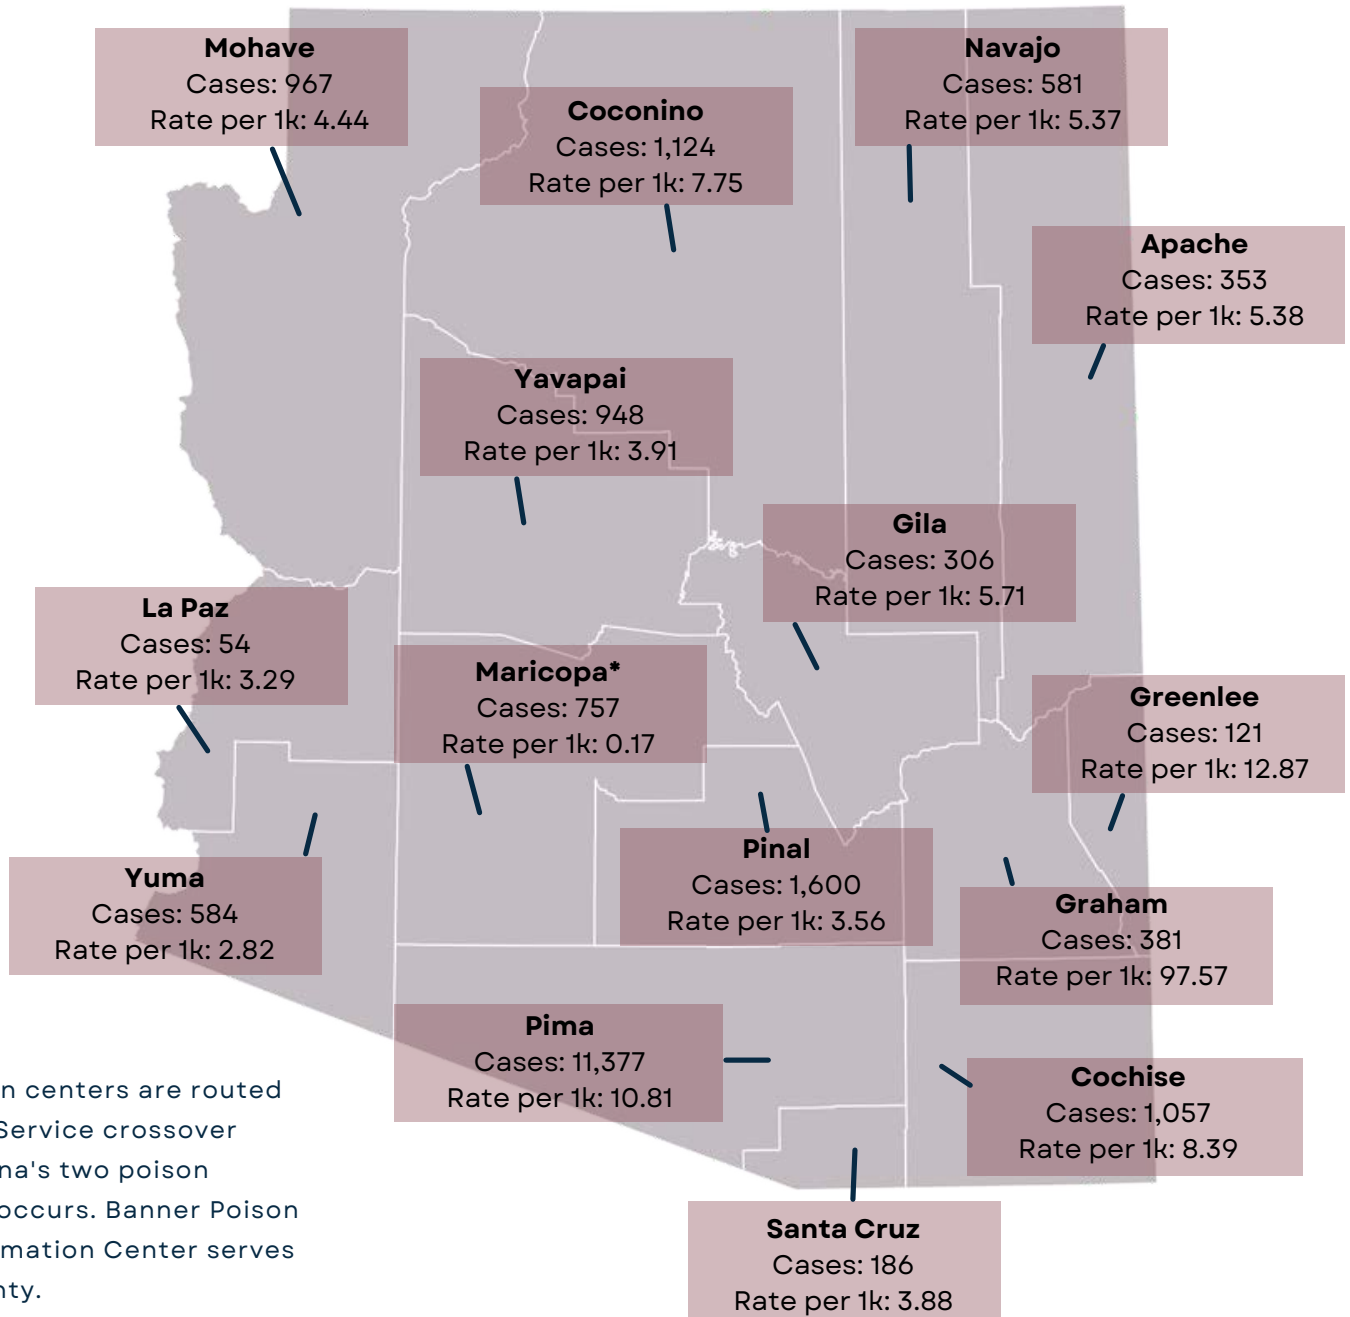 Mohave
Cases: 967
Rate per 1k: 4.44
Navajo
Cases: 581
Rate per 1k: 5.37
Coconino
Cases: 1,124
Rate per 1k: 7.75
Apache
Cases: 353
Rate per 1k: 5.38
Yavapai
Cases: 948
Rate per 1k: 3.91
Gila
Cases: 306
Rate per 1k: 5.71
La Paz
Cases: 54
Rate per 1k: 3.29
Maricopa*
Cases: 757
Rate per 1k: 0.17
Greenlee
Cases: 121
Rate per 1k: 12.87
Pinal
Cases: 1,600
Rate per 1k: 3.56
Yuma
Cases: 584
Rate per 1k: 2.82
Graham
Cases: 381
Rate per 1k: 97.57
Pima
Cases: 11,377
Rate per 1k: 10.81
Cochise
Cases: 1,057
Rate per 1k: 8.39
Santa Cruz
Cases: 186
Rate per 1k: 3.88
n centers are routed
Service crossover
na's two poison
occurs. Banner Poison
rmation Center serves
nty.